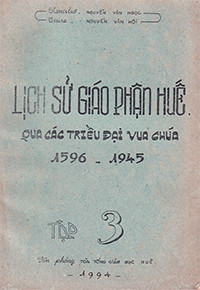 Stanislas. NGUYỄN VĂN NGỌC
NGUYỄN VĂN HỘI
LỊCH SỬ GIÁO PHẬN HUẾ
QUA CÁC TRIỀU ĐẠI VUA CHÚA
1596 - 1945
TẬP 3
Văn phòng Tòa Tổng Giám mục Huế
- 1994 -